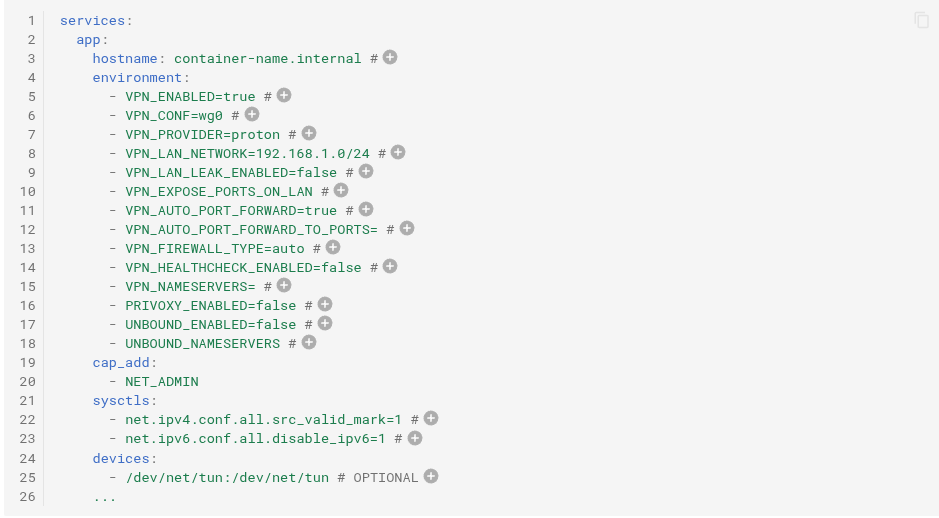 1 services:
2 app:
3 hostname: container-name.internal #
4 environment:
5 - VPN_ENABLED=true #
6 - VPN_CONF=wg0 #
7 - VPN_PROVIDER=proton #
8 - VPN_LAN_NETWORK=192.168.1.0/24 #
9 - VPN_LAN_LEAK_ENABLED=false #
10 - VPN_EXPOSE_PORTS_ON_LAN #
11 - VPN_AUTO_PORT_FORWARD=true #
12 - VPN_AUTO_PORT_FORWARD_TO_PORTS= #
13 - VPN_FIREWALL_TYPE=auto #
14 - VPN_HEALTHCHECK_ENABLED=false #
15 - VPN_NAMESERVERS= #
16 - PRIVOXY_ENABLED=false #
17 - UNBOUND_ENABLED=false #
18 - UNBOUND_NAMESERVERS #
19 cap_add:
20 - NET_ADMIN
21 sysctls:
22 - net.ipv4.conf.all.src_valid_mark=1 #
23 - net.ipv6.conf.all.disable_ipv6=1 #
24 devices:
25 - /dev/net/tun:/dev/net/tun # OPTIONAL
26 ...